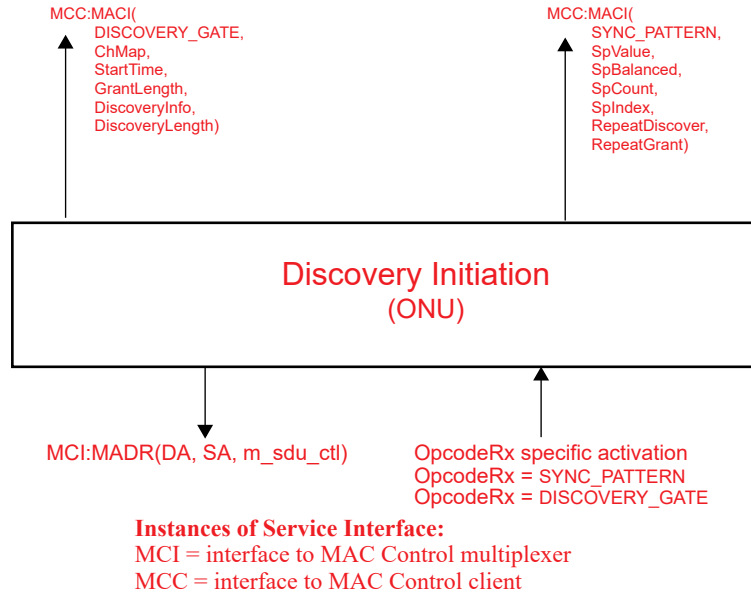 MCC:MACI(
DISCOVERY_GATE,
ChMap,
StartTime,
GrantLength,
DiscoveryInfo,
DiscoveryLength)
MCC:MACI(
SYNC_PATTERN,
SpValue,
SpBalanced,
SpCount,
SpIndex,
RepeatDiscover,
RepeatGrant)
Discovery Initiation
(ONU)
MCI:MADR(DA, SA, m_sdu_ctl)
OpcodeRx specific activation
OpcodeRx = SYNC_PATTERN
OpcodeRx = DISCOVERY_GATE
Instances of Service Interface:
MCI = interface to MAC Control multiplexer
MCC = interface to MAC Control client